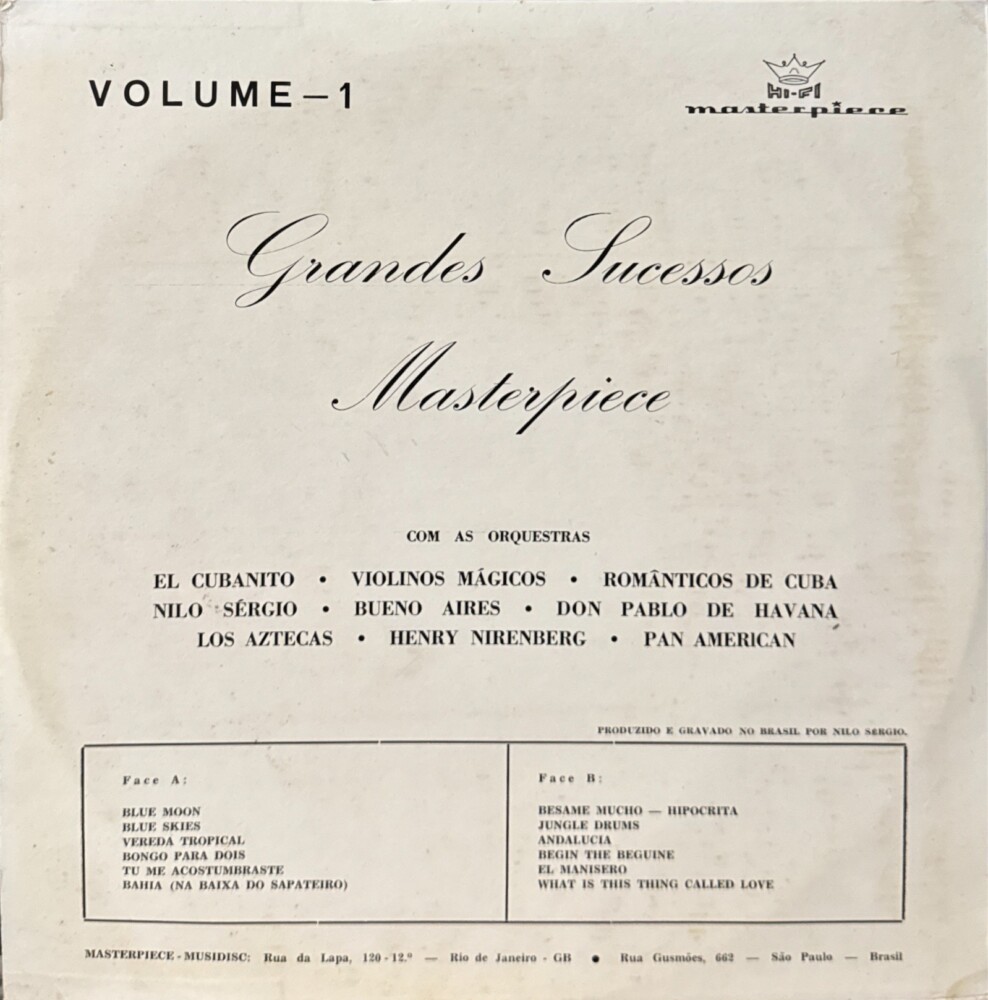 VOLUME – 1
HI-FI
masterpiece
Grandes Sucessos
Masterpiece
COM AS ORQUESTRAS
EL CUBANITO • VIOLINOS MÁGICOS • ROMÂNTICOS DE CUBA
NILO SÉRGIO • BUENO AIRES • DON PABLO DE HAVANA
LOS AZTECAS • HENRY NIRENBERG • PAN AMERICAN
PRODUZIDO E GRAVADO NO BRASIL POR NILO SÉRGIO.
Face A:
BLUE MOON
BLUE SKIES
VEREDA TROPICAL
BONGO PARA DOIS
TU ME ACOSTUMBRASTE
BAHIA (NA BAIXA DO SAPATEIRO)
Face B:
BESAME MUCHO — HIPOCRITA
JUNGLE DRUMS
ANDALUCIA
BEGIN THE BEGUINE
EL MANISERO
WHAT IS THIS THING CALLED LOVE
MASTERPIECE - MUSIDISC: Rua da Lapa, 120 - 12.º — Rio de Janeiro - GB • Rua Gusmões, 662 — São Paulo — Brasil